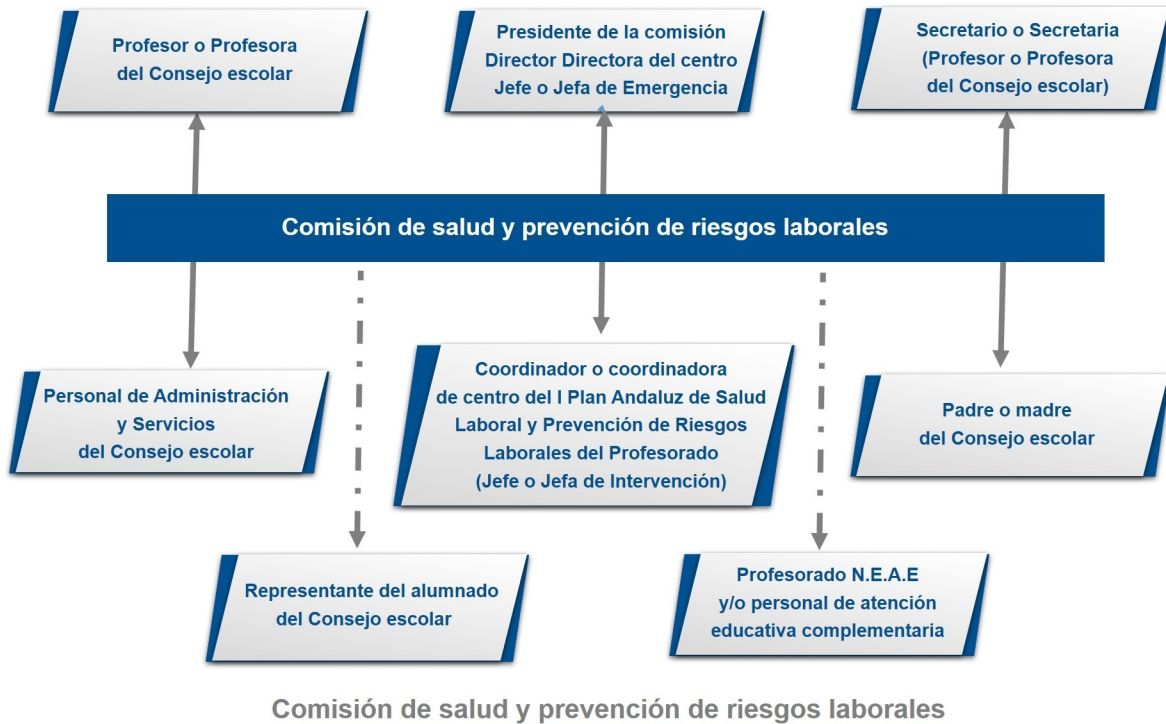 Profesor o Profesora
del Consejo escolar
Presidente de la comisión
Director Directora del centro
Jefe o Jefa de Emergencia
Secretario o Secretaria
(Profesor o Profesora
del Consejo escolar)
Comisión de salud y prevención de riesgos laborales
Personal de Administración
y Servicios
del Consejo escolar
Coordinador o coordinadora
de centro del I Plan Andaluz de Salud
Laboral y Prevención de Riesgos
Laborales del Profesorado
(Jefe o Jefa de Intervención)
Padre o madre
del Consejo escolar
Representante del alumnado
del Consejo escolar
Profesorado N.E.A.E
y/o personal de atención
educativa complementaria
Comisión de salud y prevención de riesgos laborales